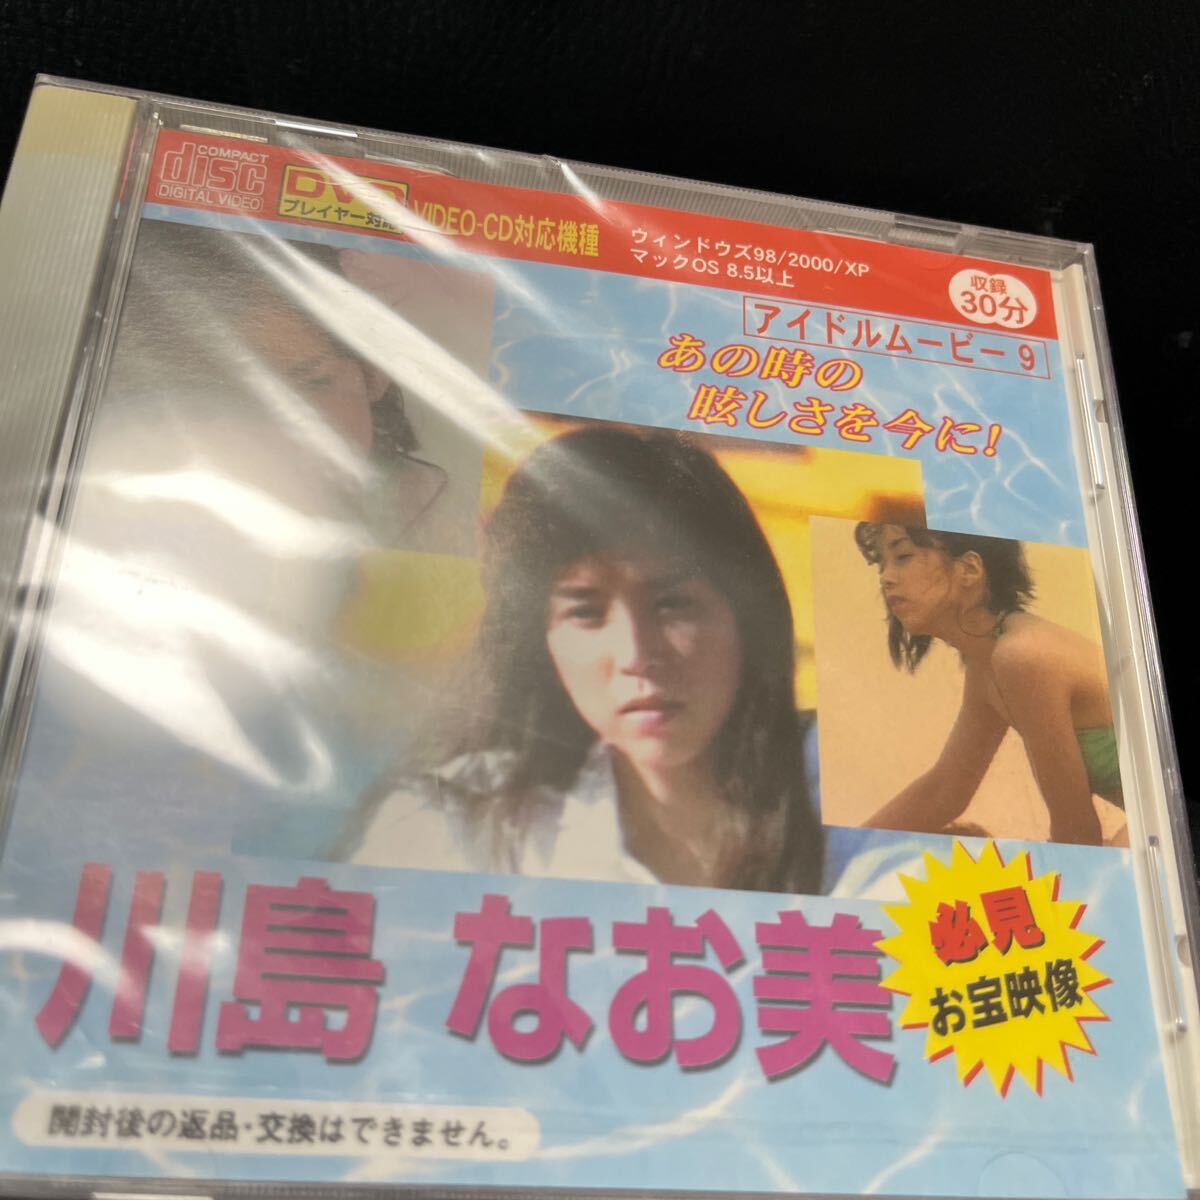 COMPACT
disc
DIGITAL VIDEO
DVD
プレイヤー対応
VIDEO-CD対応機種
ウィンドウズ98/2000/XP
マックOS 8.5以上
収録
30分
アイドルムービー 9
あの時の
眩しさを今に!
川島 なお美
必見
お宝映像
開封後の返品・交換はできません。